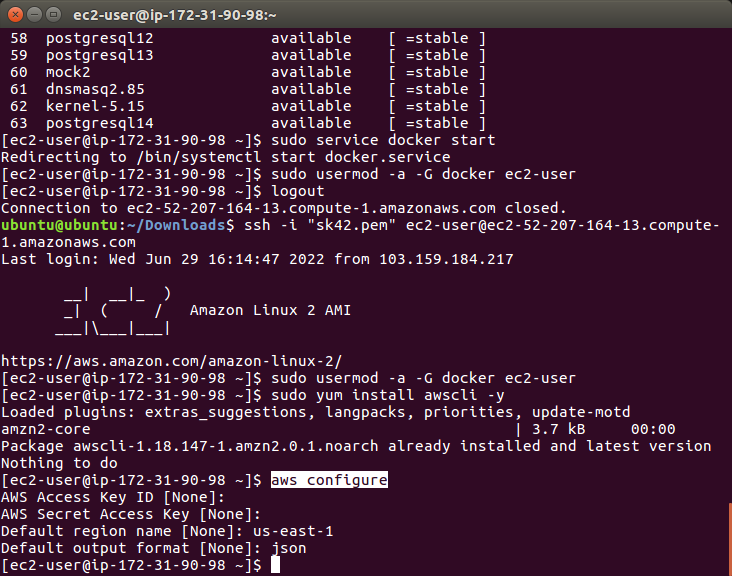 ec2-user@ip-172-31-90-98:~
58 postgresql12 available [ =stable ]
59 postgresql13 available [ =stable ]
60 mock2 available [ =stable ]
61 dnsmasq2.85 available [ =stable ]
62 kernel-5.15 available [ =stable ]
63 postgresql14 available [ =stable ]
[ec2-user@ip-172-31-90-98 ~]$ sudo service docker start
Redirecting to /bin/systemctl start docker.service
[ec2-user@ip-172-31-90-98 ~]$ sudo usermod -a -G docker ec2-user
[ec2-user@ip-172-31-90-98 ~]$ logout
Connection to ec2-52-207-164-13.compute-1.amazonaws.com closed.
ubuntu@ubuntu:~/Downloads$ ssh -i "sk42.pem" ec2-user@ec2-52-207-164-13.compute-
1.amazonaws.com
Last login: Wed Jun 29 16:14:47 2022 from 103.159.184.217
__|  __|_  )
_|  (     /   Amazon Linux 2 AMI
___|\___|___|
https://aws.amazon.com/amazon-linux-2/
[ec2-user@ip-172-31-90-98 ~]$ sudo usermod -a -G docker ec2-user
[ec2-user@ip-172-31-90-98 ~]$ sudo yum install awscli -y
Loaded plugins: extras_suggestions, langpacks, priorities, update-motd
amzn2-core | 3.7 kB 00:00
Package awscli-1.18.147-1.amzn2.0.1.noarch already installed and latest version
Nothing to do
[ec2-user@ip-172-31-90-98 ~]$ aws configure
AWS Access Key ID [None]:
AWS Secret Access Key [None]:
Default region name [None]: us-east-1
Default output format [None]: json
[ec2-user@ip-172-31-90-98 ~]$